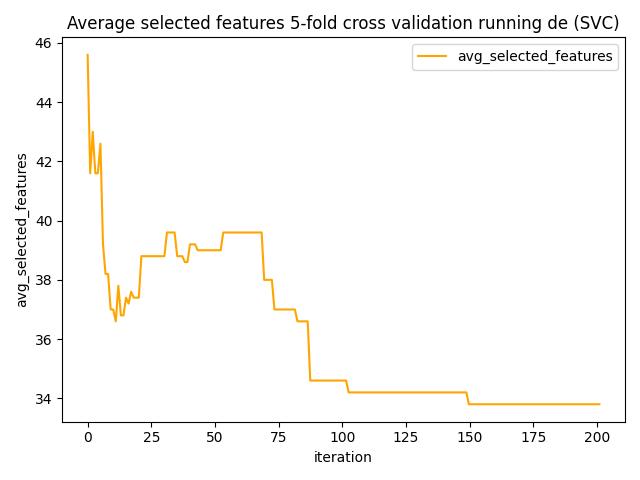 Average selected features 5-fold cross validation running de (SVC)
avg_selected_features
46
44
42
40
38
36
34
avg_selected_features
0 25 50 75 100 125 150 175 200
iteration